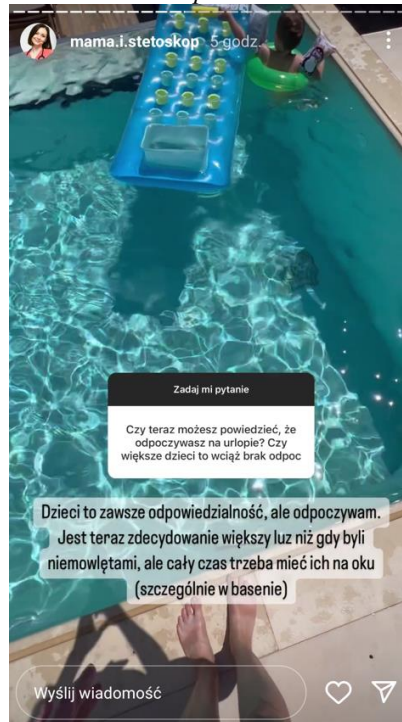 mama.i.stetoskop 5 godz.
Zadaj mi pytanie
Czy teraz możesz powiedzieć, że
odpoczywasz na urlopie? Czy
większe dzieci to wciąż brak odpoc
Dzieci to zawsze odpowiedzialność, ale odpoczywam.
Jest teraz zdecydowanie większy luz niż gdy byli
niemowlętami, ale cały czas trzeba mieć ich na oku
(szczególnie w basenie)
Wyślij wiadomość